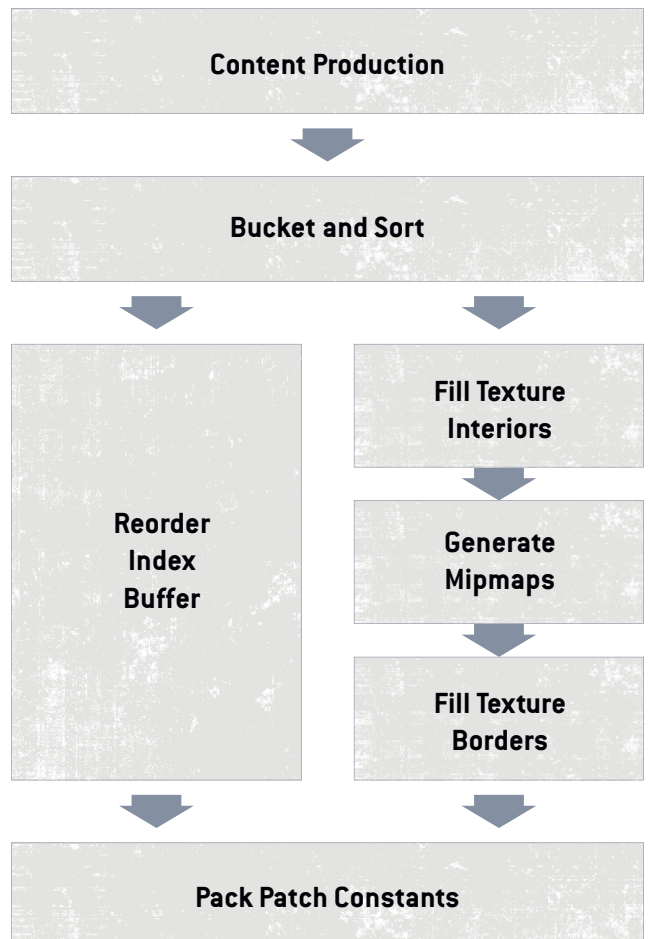 Content Production
Bucket and Sort
Reorder
Index
Buffer
Fill Texture
Interiors
Generate
Mipmaps
Fill Texture
Borders
Pack Patch Constants